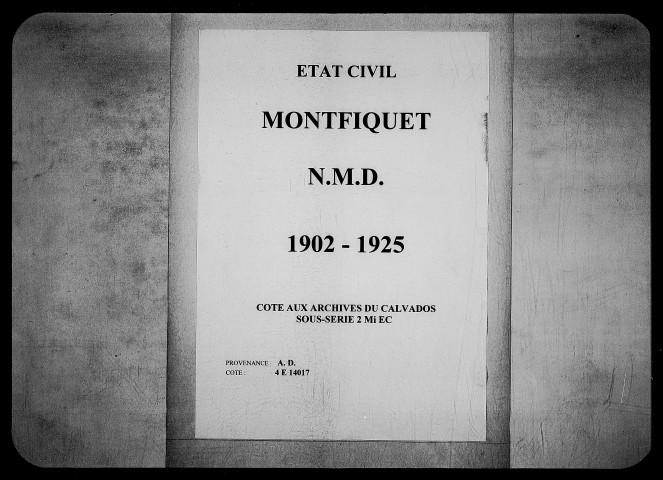 ETAT CIVIL
MONTFIQUET
N.M.D.
1902 - 1925
COTE AUX ARCHIVES DU CALVADOS
SOUS-SERIE 2 Mi EC
PROVENANCE : A. D.
COTE : 4 E 14017